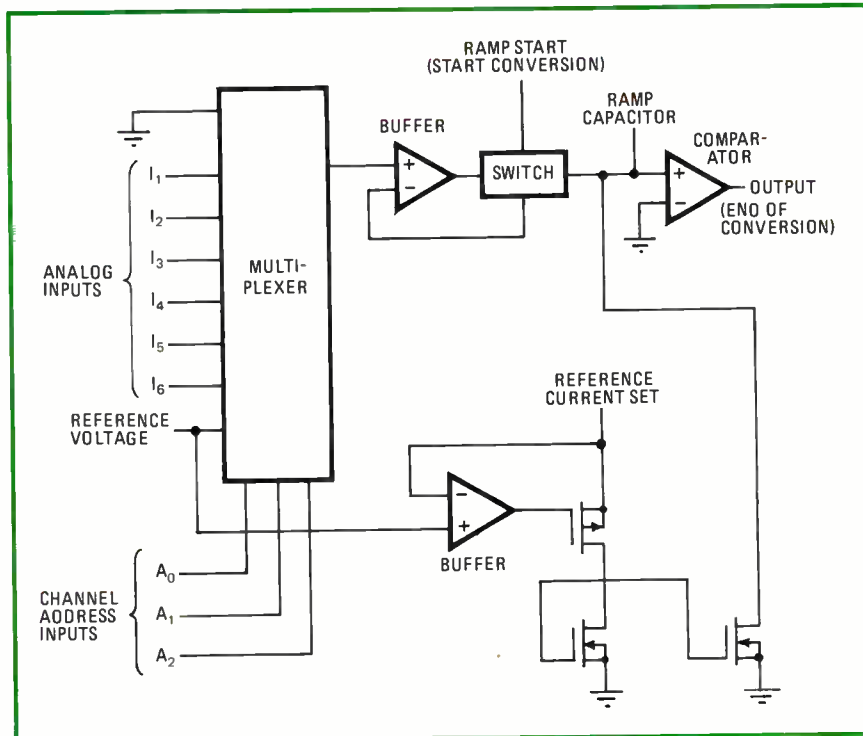 RAMP START
(START CONVERSION)
RAMP
CAPACITOR
BUFFER
COMPAR-
ATOR
+
−
SWITCH
+
−
OUTPUT
(ENO OF
CONVERSION)
I1
I2
I3
I4
I5
I6
ANALOG
INPUTS
MULTI-
PLEXER
REFERENCE
VOLTAGE
REFERENCE
CURRENT SET
−
+
BUFFER
A0
A1
A2
CHANNEL
AODRESS
INPUTS